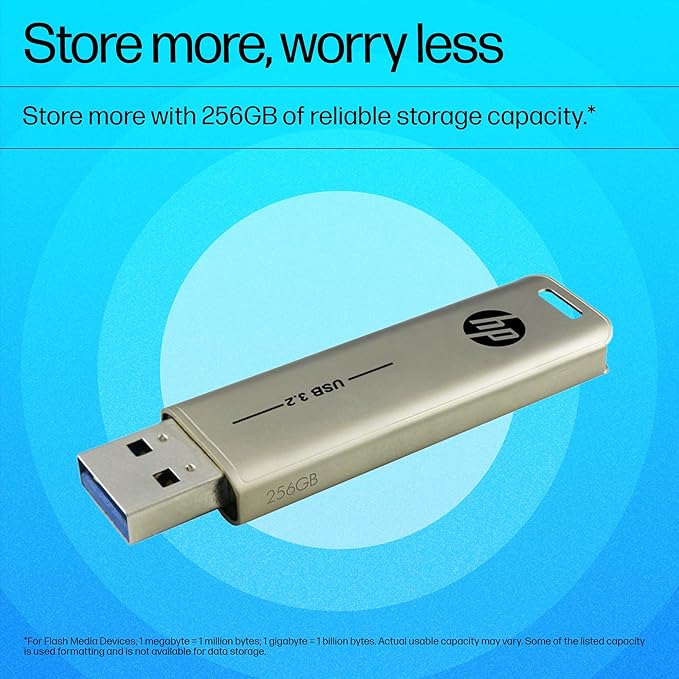 Store more, worry less
Store more with 256GB of reliable storage capacity.*
hp
USB 3.2
256GB
*For Flash Media Devices, 1 megabyte = 1 million bytes; 1 gigabyte = 1 billion bytes. Actual usable capacity may vary. Some of the listed capacity
is used formatting and is not available for data storage.